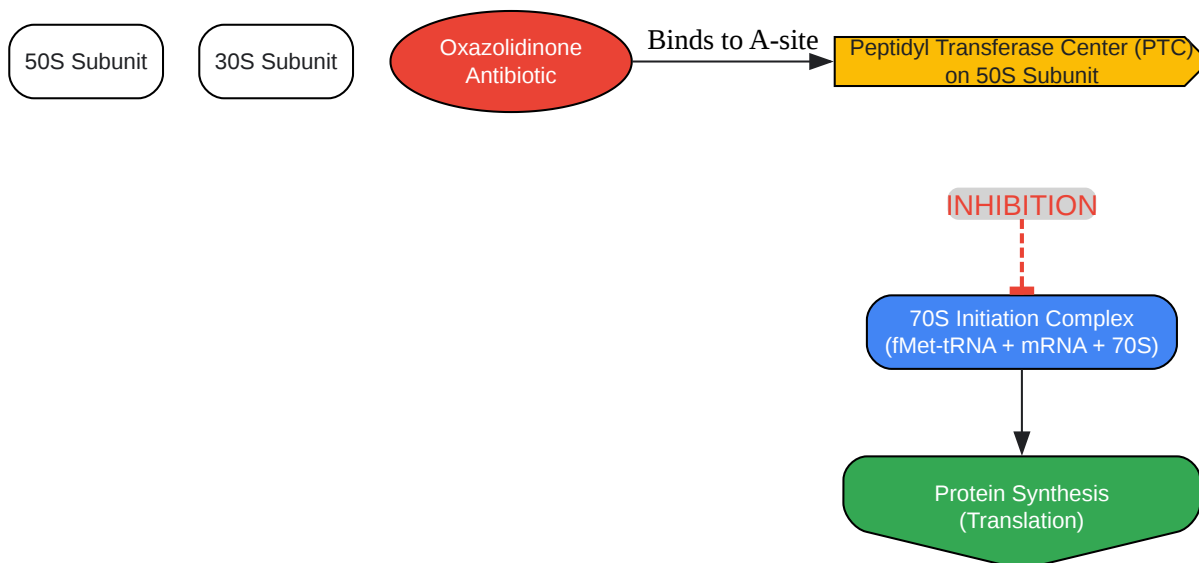 50S Subunit
30S Subunit
Oxazolidinone
Antibiotic
Binds to A-site
Peptidyl Transferase Center (PTC)
on 50S Subunit
INHIBITION
70S Initiation Complex
(fMet-tRNA + mRNA + 70S)
Protein Synthesis
(Translation)